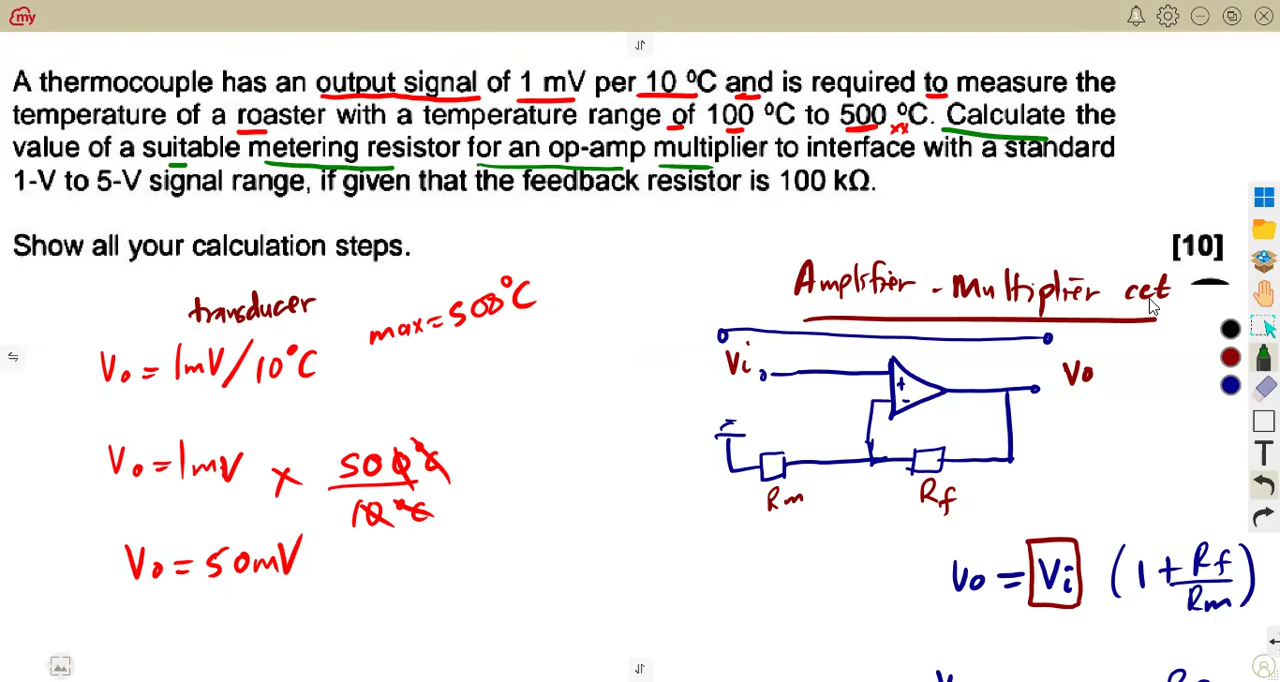 my
A thermocouple has an output signal of 1 mV per 10 ºC and is required to measure the
temperature of a roaster with a temperature range of 100 ºC to 500 ºC. Calculate the
value of a suitable metering resistor for an op-amp multiplier to interface with a standard
1-V to 5-V signal range, if given that the feedback resistor is 100 kΩ.
Show all your calculation steps.
[10]
transducer
max = 500°C
Vo = 1mV/10°C
Vo = 1mV × 500°C / 10°C
Vo = 50mV
Amplifier - Multiplier cct
Vi
Vo
+
-
Rm
Rf
Vo = Vi (1 + Rf/Rm)
T